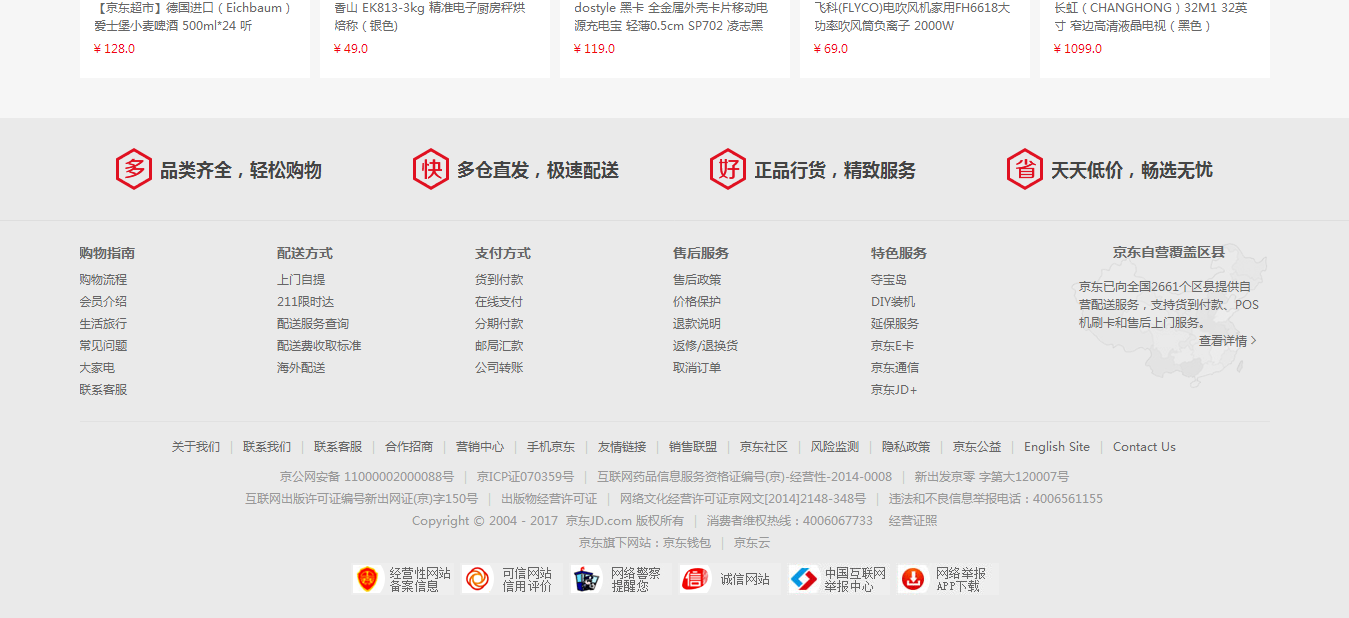 【京东超市】德国进口（Eichbaum）
爱士堡小麦啤酒 500ml*24 听
¥ 128.0
香山 EK813-3kg 精准电子厨房秤烘
焙称（银色)
¥ 49.0
dostyle 黑卡 全金属外壳卡片移动电
源充电宝 轻薄0.5cm SP702 凌志黑
¥ 119.0
飞科(FLYCO)电吹风机家用FH6618大
功率吹风筒负离子 2000W
¥ 69.0
长虹（CHANGHONG）32M1 32英
寸 窄边高清液晶电视（黑色）
¥ 1099.0
多 品类齐全，轻松购物
快 多仓直发，极速配送
好 正品行货，精致服务
省 天天低价，畅选无忧
购物指南
购物流程
会员介绍
生活旅行
常见问题
大家电
联系客服
配送方式
上门自提
211限时达
配送服务查询
配送费收取标准
海外配送
支付方式
货到付款
在线支付
分期付款
邮局汇款
公司转账
售后服务
售后政策
价格保护
退款说明
返修/退换货
取消订单
特色服务
夺宝岛
DIY装机
延保服务
京东E卡
京东通信
京东JD+
京东自营覆盖区县
京东已向全国2661个区县提供自
营配送服务，支持货到付款、POS
机刷卡和售后上门服务。
查看详情 >
关于我们 | 联系我们 | 联系客服 | 合作招商 | 营销中心 | 手机京东 | 友情链接 | 销售联盟 | 京东社区 | 风险监测 | 隐私政策 | 京东公益 | English Site | Contact Us
京公网安备 11000002000088号 | 京ICP证070359号 | 互联网药品信息服务资格证编号(京)-经营性-2014-0008 | 新出发京零 字第大120007号
互联网出版许可证编号新出网证(京)字150号 | 出版物经营许可证 | 网络文化经营许可证京网文[2014]2148-348号 | 违法和不良信息举报电话：4006561155
Copyright © 2004 - 2017 京东JD.com 版权所有 | 消费者维权热线：4006067733 经营证照
京东旗下网站：京东钱包 | 京东云
经营性网站
备案信息
可信网站
信用评价
网络警察
提醒您
诚信网站
中国互联网
举报中心
网络举报
APP下载